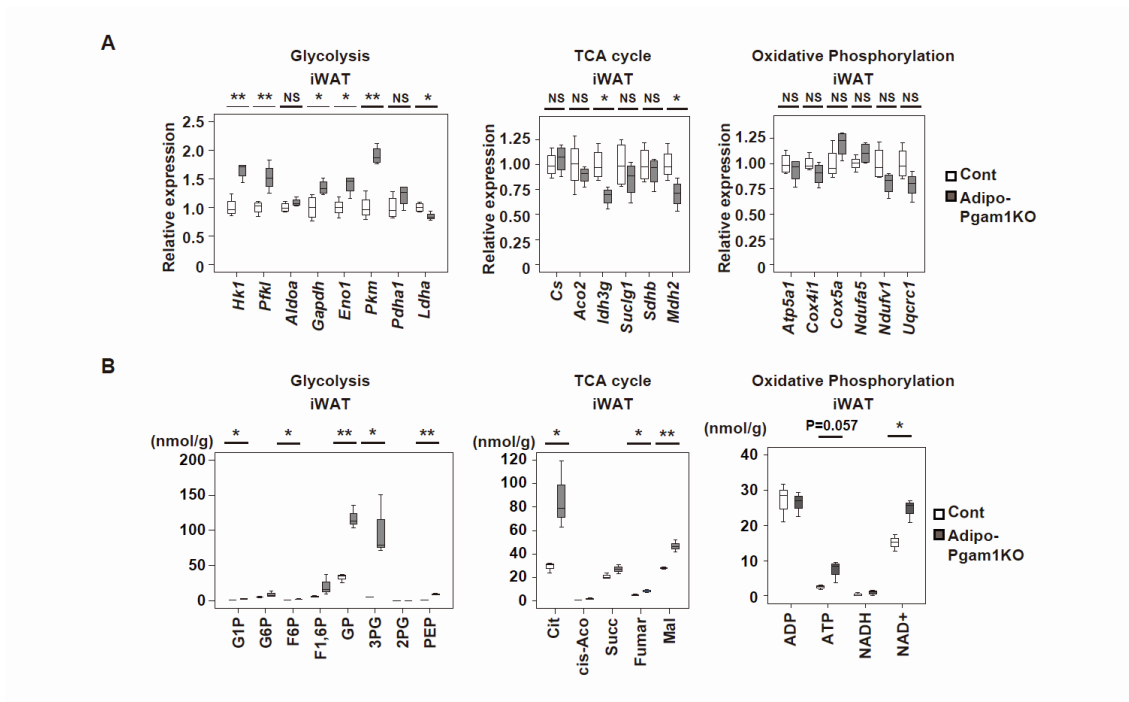 A
Glycolysis
iWAT
** ** NS * * ** NS *
Relative expression
2.5
2.0
1.5
1.0
0.5
0
Hk1 Pfkl Aldoa Gapdh Eno1 Pkm Pdha1 Ldha
TCA cycle
iWAT
NS NS * NS NS *
Relative expression
1.25
1.00
0.75
0.50
0.25
0
Cs Aco2 Idh3g Suclg1 Sdhb Mdh2
Oxidative Phosphorylation
iWAT
NS NS NS NS NS NS
Relative expression
1.25
1.00
0.75
0.50
0.25
0
Atp5a1 Cox4i1 Cox5a Ndufa5 Ndufv1 Uqcrc1
Cont
Adipo-
Pgam1KO
B
Glycolysis
iWAT
(nmol/g)
* * ** * **
200
150
100
50
0
G1P G6P F6P F1,6P GP 3PG 2PG PEP
TCA cycle
iWAT
(nmol/g)
* * **
120
100
80
60
40
20
0
Cit cis-Aco Succ Fumar Mal
Oxidative Phosphorylation
iWAT
(nmol/g)
P=0.057 *
40
30
20
10
0
ADP ATP NADH NAD+
Cont
Adipo-
Pgam1KO